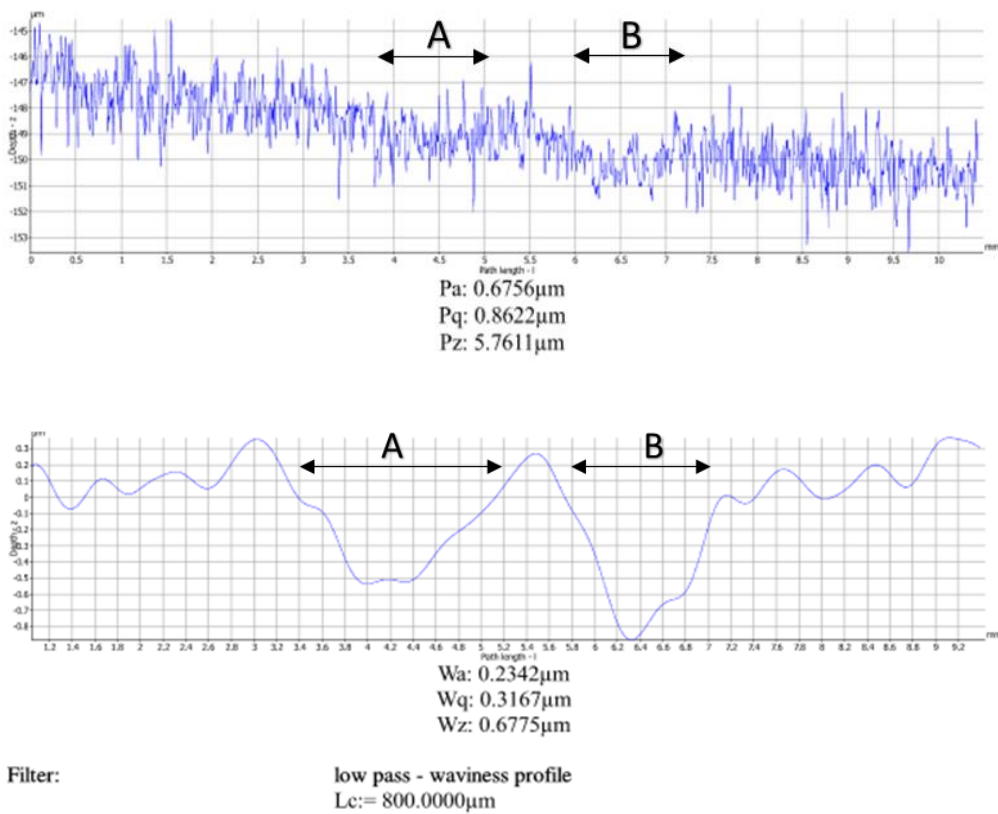 µm
A
B
-145
-146
-147
-148
-149
-150
-151
-152
-153
Depth - z
0 0.5 1 1.5 2 2.5 3 3.5 4 4.5 5 5.5 6 6.5 7 7.5 8 8.5 9 9.5 10
mm
Path length - l
Pa: 0.6756µm
Pq: 0.8622µm
Pz: 5.7611µm
µm
A
B
0.3
0.2
0.1
0
-0.1
-0.2
-0.3
-0.4
-0.5
-0.6
-0.7
-0.8
Depth - z
1.2 1.4 1.6 1.8 2 2.2 2.4 2.6 2.8 3 3.2 3.4 3.6 3.8 4 4.2 4.4 4.6 4.8 5 5.2 5.4 5.6 5.8 6 6.2 6.4 6.6 6.8 7 7.2 7.4 7.6 7.8 8 8.2 8.4 8.6 8.8 9 9.2
mm
Path length - l
Wa: 0.2342µm
Wq: 0.3167µm
Wz: 0.6775µm
Filter:
low pass - waviness profile
Lc:= 800.0000µm